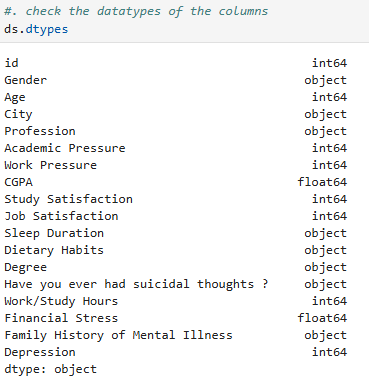 #. check the datatypes of the columns
ds.dtypes
id int64
Gender object
Age int64
City object
Profession object
Academic Pressure int64
Work Pressure int64
CGPA float64
Study Satisfaction int64
Job Satisfaction int64
Sleep Duration object
Dietary Habits object
Degree object
Have you ever had suicidal thoughts ? object
Work/Study Hours int64
Financial Stress float64
Family History of Mental Illness object
Depression int64
dtype: object